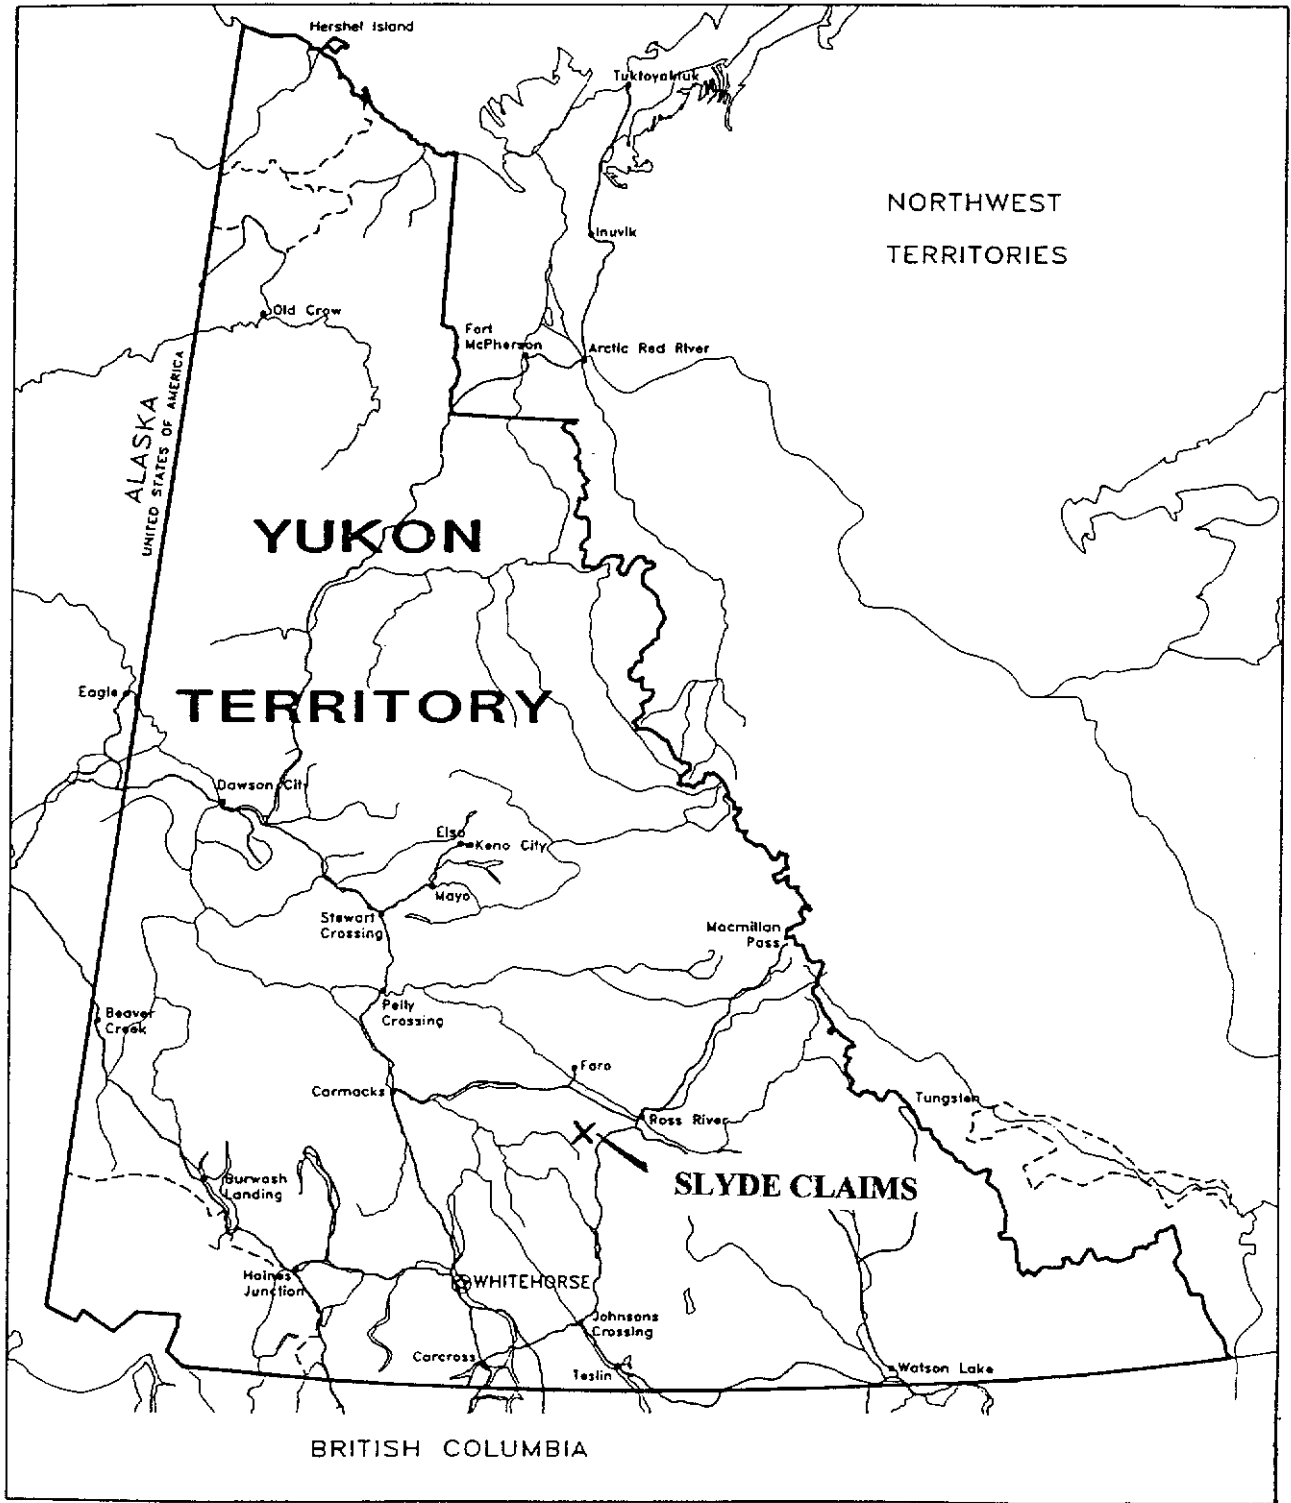 Hershel Island
Tuktoyaktuk
NORTHWEST
TERRITORIES
Inuvik
Old Crow
Fort
McPherson
Arctic Red River
ALASKA
UNITED STATES OF AMERICA
YUKON
TERRITORY
Eagle
Dawson City
Elsa
Keno City
Mayo
Stewart
Crossing
Macmillan
Pass
Pelly
Crossing
Beaver
Creek
Faro
Carmacks
Ross River
Tungsten
SLYDE CLAIMS
Burwash
Landing
Haines
Junction
WHITEHORSE
Johnsons
Crossing
Carcross
Teslin
Watson Lake
BRITISH COLUMBIA